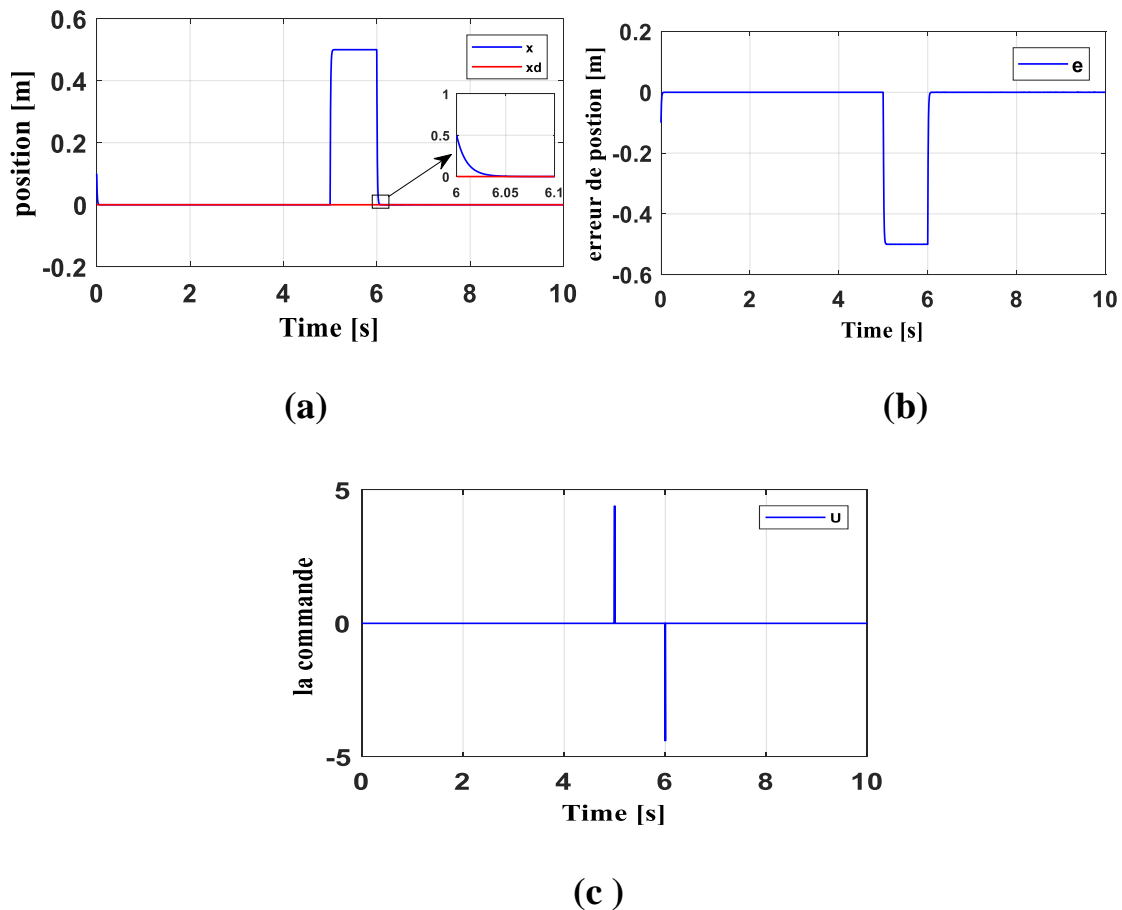 position [m]
0.6
0.4
0.2
0
-0.2
0 2 4 6 8 10
Time [s]
x
xd
1
0.5
0
6 6.05 6.1
(a)
erreur de postion [m]
0.2
0
-0.2
-0.4
-0.6
0 2 4 6 8 10
Time [s]
e
(b)
la commande
5
0
-5
0 2 4 6 8 10
Time [s]
U
(c )